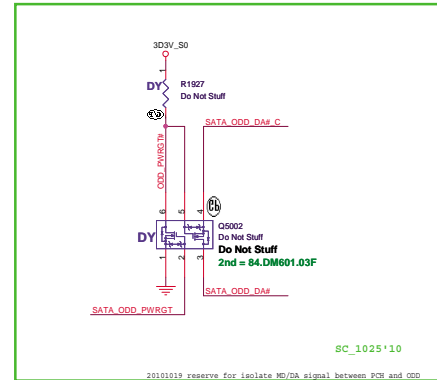 3D3V_S0
1
DY
R1927
Do Not Stuff
SATA_ODD_DA#_C
ODD_PWRGT#
6
5
4
DY
Q5002
Do Not Stuff
Do Not Stuff
2nd = 84.DM601.03F
1
2
3
SATA_ODD_DA#
SATA_ODD_PWRGT
SC_1025'10
20101019 reserve for isolate MD/DA signal between PCH and ODD